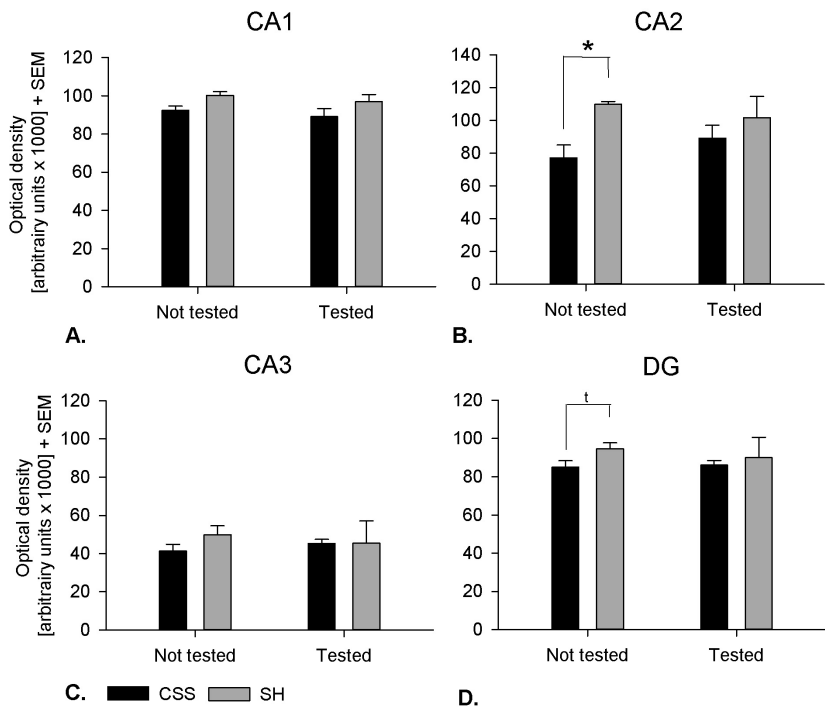 CA1
CA2
Optical density
[arbitrairy units x 1000] + SEM
120
100
80
60
40
20
0
Not tested
Tested
A.
140
120
100
80
60
40
20
0
*
Not tested
Tested
B.
CA3
DG
Optical density
[arbitrairy units x 1000] + SEM
120
100
80
60
40
20
0
Not tested
Tested
C.
CSS
SH
120
100
80
60
40
20
0
t
Not tested
Tested
D.